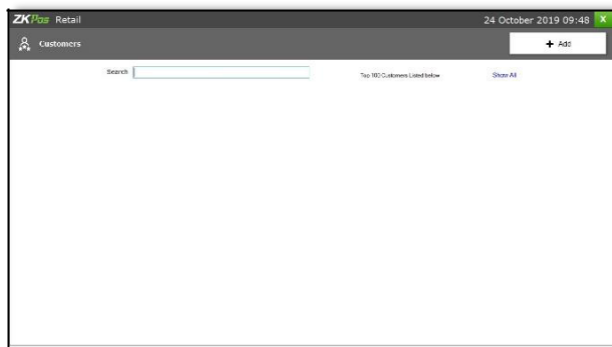 ZKPos Retail 24 October 2019 09:48 X
Customers + Add
Search Top 100 Customers Listed below Show All